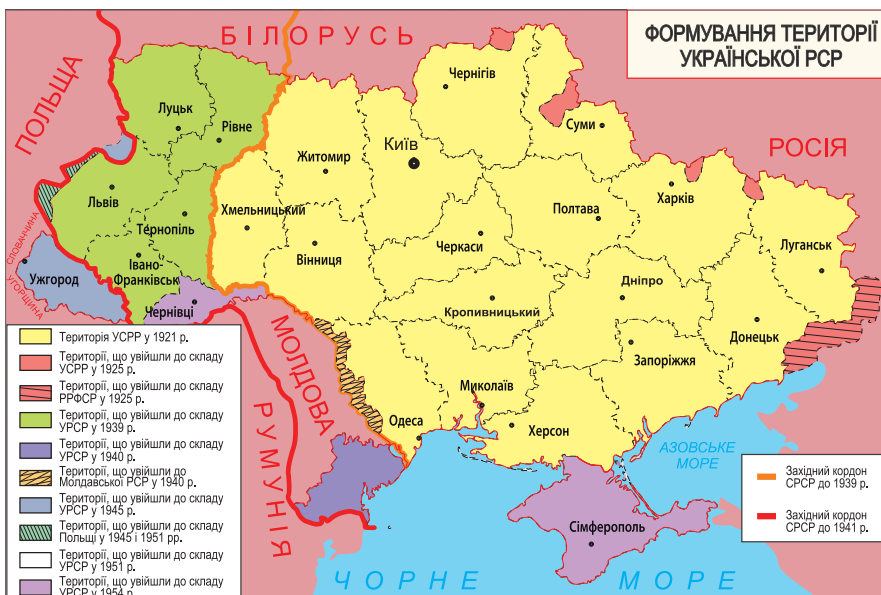 ФОРМУВАННЯ ТЕРИТОРІЇ
УКРАЇНСЬКОЇ РСР
БІЛОРУСЬ
ПОЛЬЩА
РОСІЯ
СЛОВАЧЧИНА
УГОРЩИНА
МОЛДОВА
РУМУНІЯ
Луцьк
Рівне
Житомир
Київ
Чернігів
Суми
Львів
Тернопіль
Хмельницький
Вінниця
Черкаси
Полтава
Харків
Луганськ
Ужгород
Івано-
Франківськ
Чернівці
Кропивницький
Дніпро
Донецьк
Запоріжжя
Миколаїв
Одеса
Херсон
Сімферополь
АЗОВСЬКЕ
МОРЕ
ЧОРНЕ МОРЕ
Територія УСРР у 1921 р.
Території, що увійшли до складу
УСРР у 1925 р.
Території, що увійшли до складу
РРФСР у 1925 р.
Території, що увійшли до складу
УРСР у 1939 р.
Території, що увійшли до складу
УРСР у 1940 р.
Території, що увійшли до
Молдавської РСР у 1940 р.
Території, що увійшли до складу
УРСР у 1945 р.
Території, що увійшли до складу
Польщі у 1945 і 1951 рр.
Території, що увійшли до складу
УРСР у 1951 р.
Території, що увійшли до складу
УРСР у 1954 р.
Західний кордон
СРСР до 1939 р.
Західний кордон
СРСР до 1941 р.